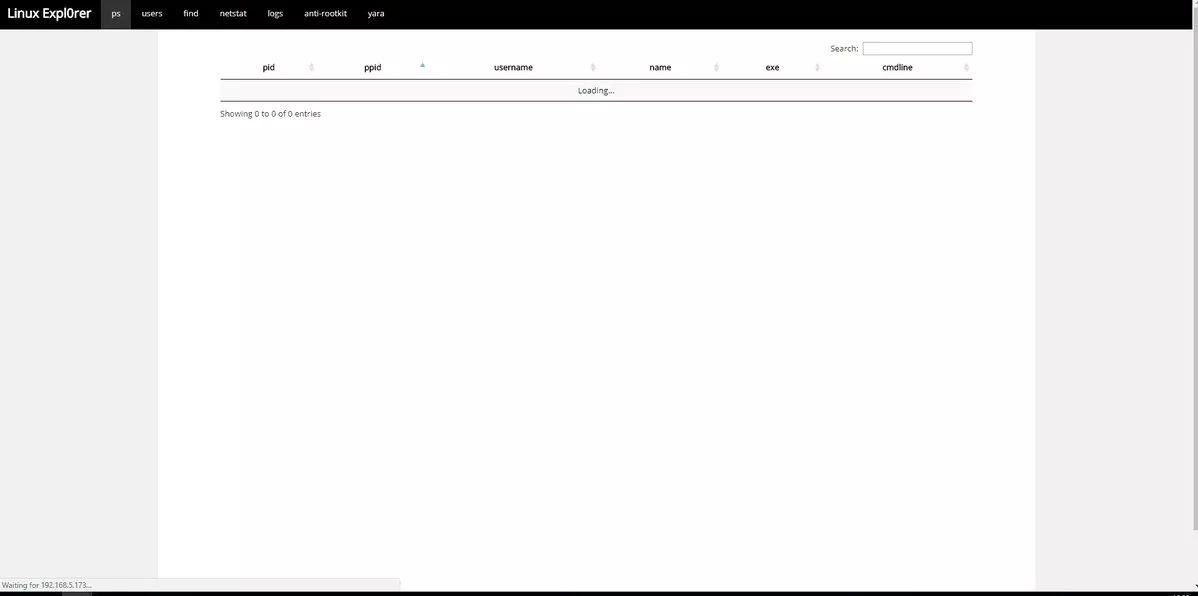 Linux Expl0rer ps users find netstat logs anti-rootkit yara
Search:
pid ppid username name exe cmdline
Loading...
Showing 0 to 0 of 0 entries
Waiting for 192.168.5.173...